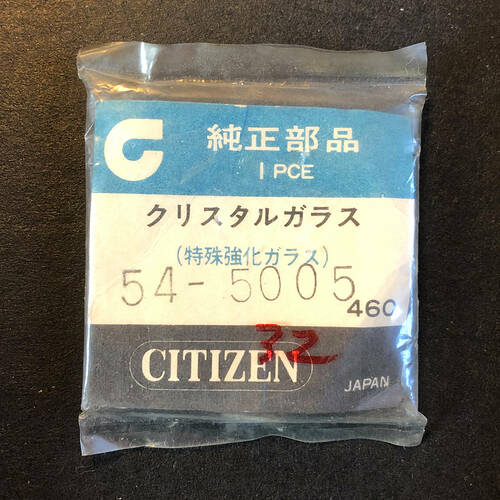 純正部品
1 PCE
クリスタルガラス
(特殊強化ガラス)
54-5005
460
32
CITIZEN
JAPAN